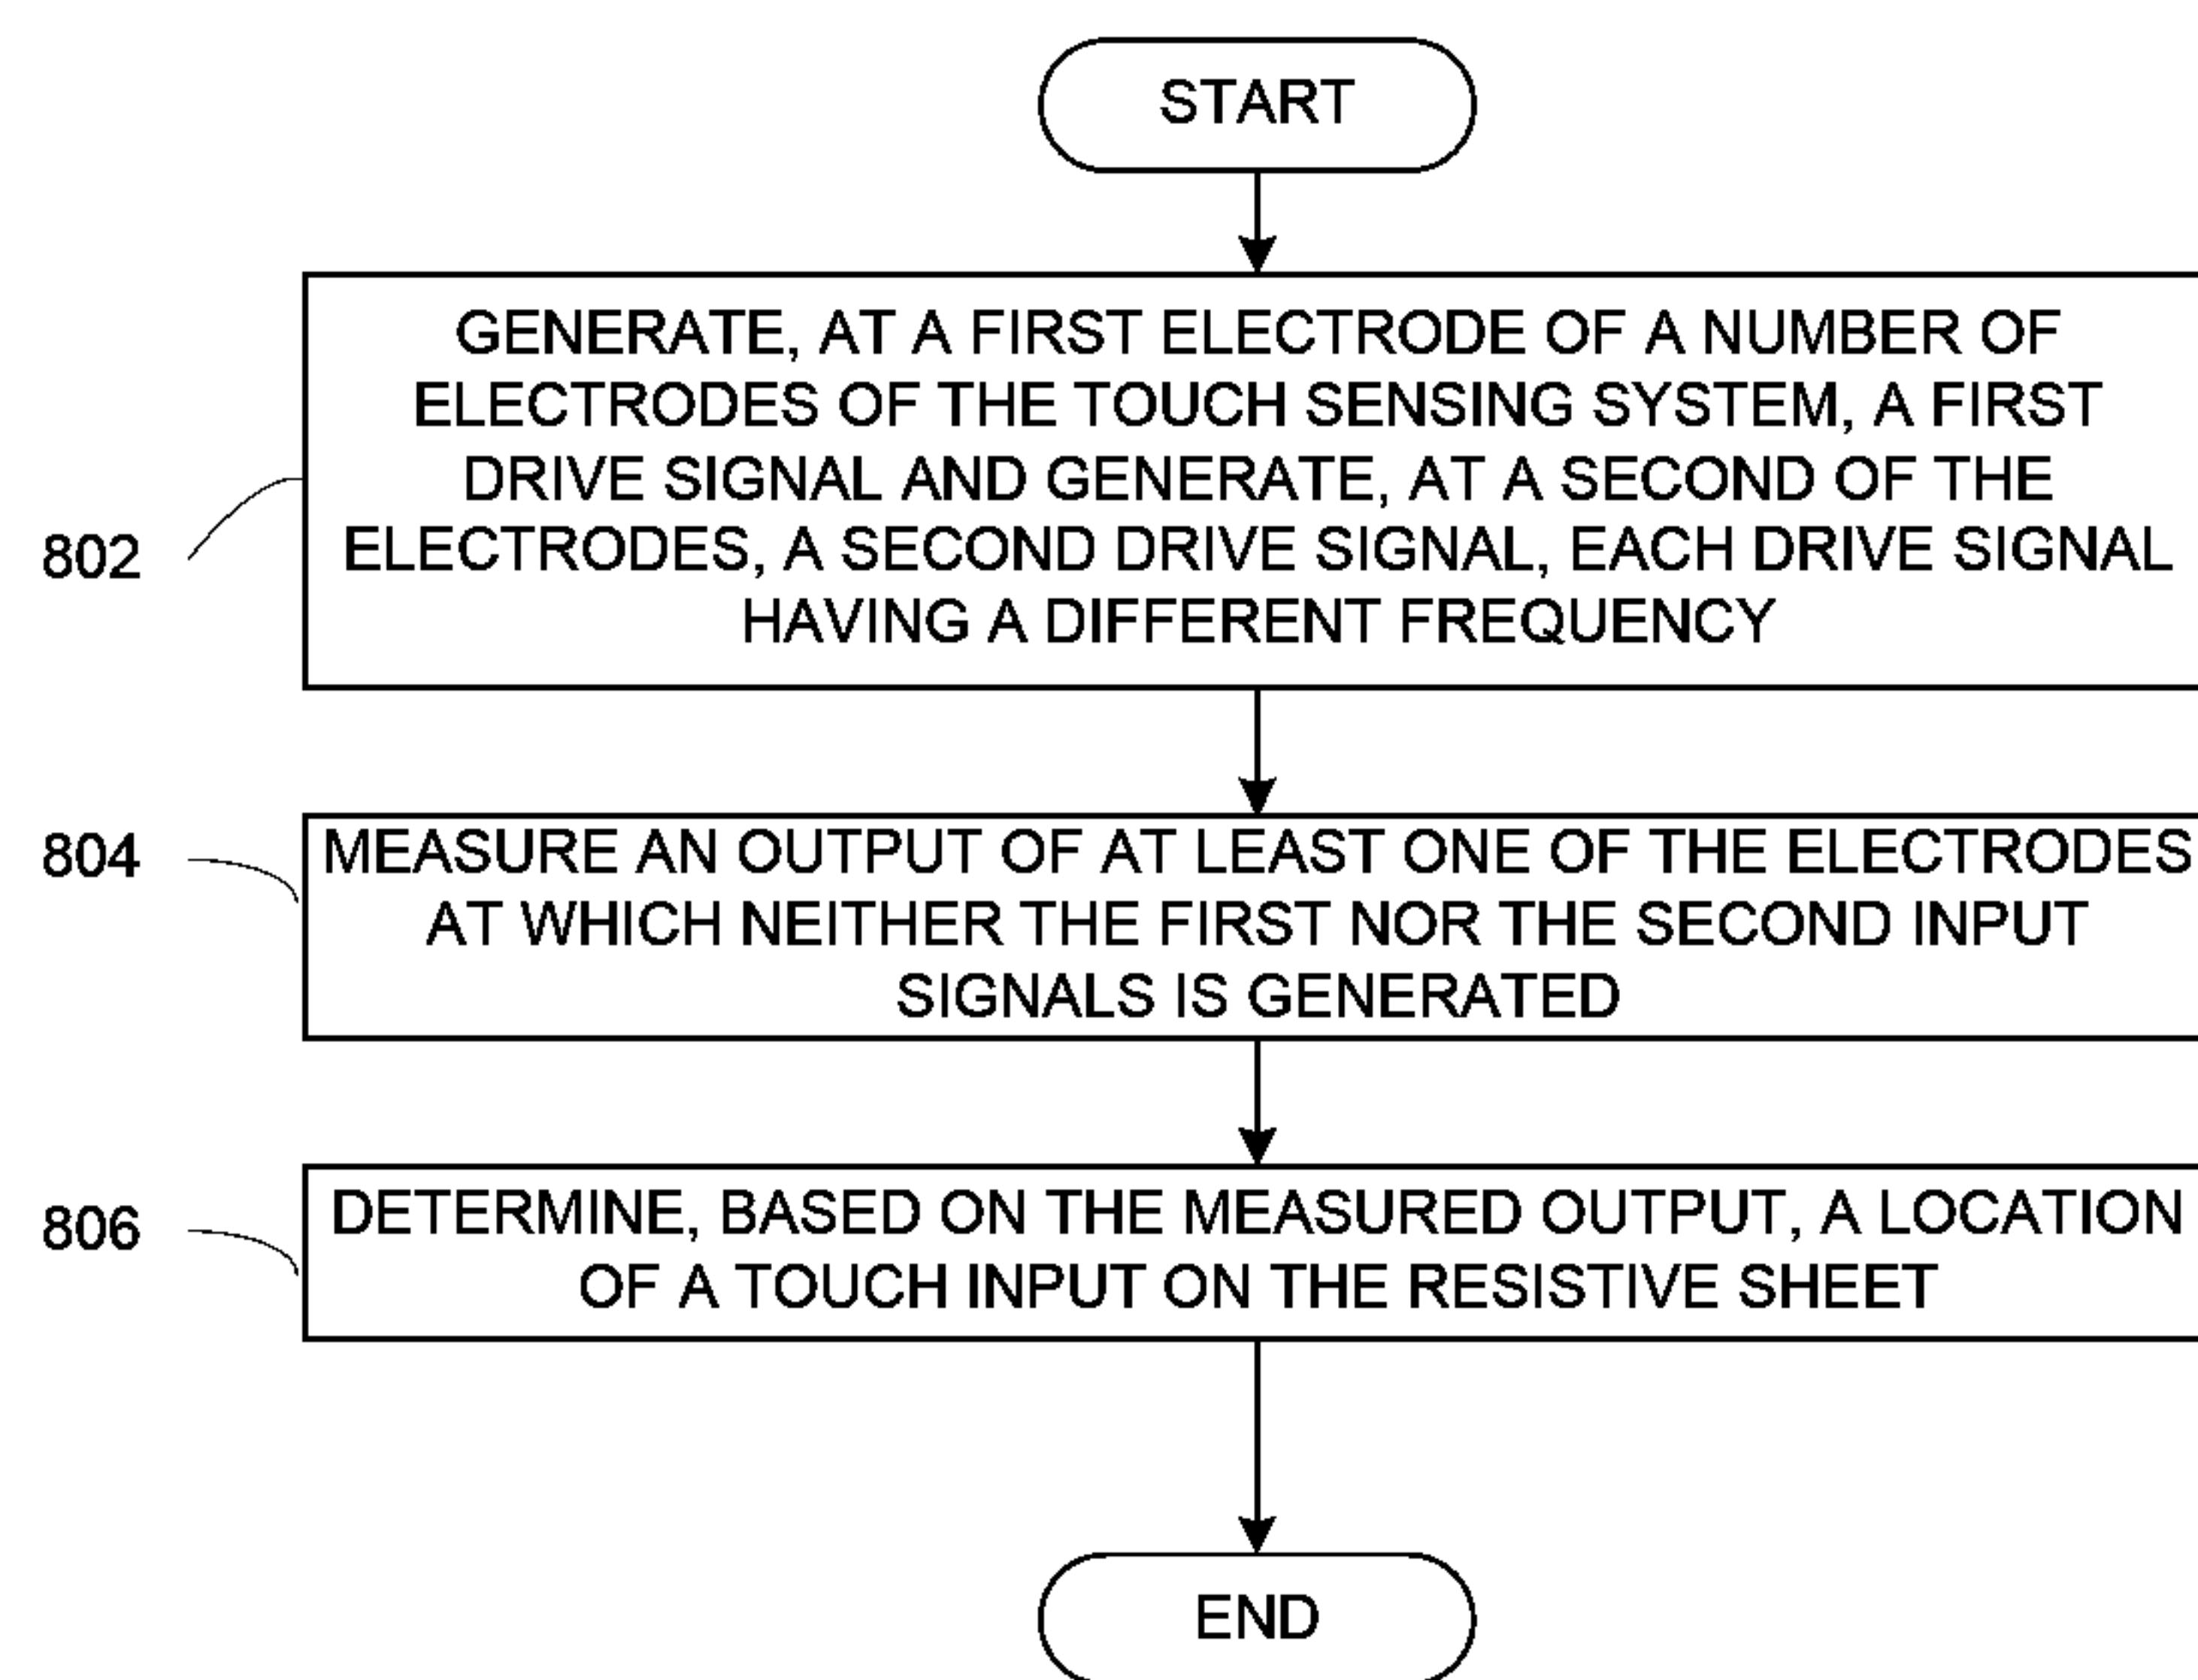 START
GENERATE, AT A FIRST ELECTRODE OF A NUMBER OF
ELECTRODES OF THE TOUCH SENSING SYSTEM, A FIRST
DRIVE SIGNAL AND GENERATE, AT A SECOND OF THE
ELECTRODES, A SECOND DRIVE SIGNAL, EACH DRIVE SIGNAL
HAVING A DIFFERENT FREQUENCY
802
804
MEASURE AN OUTPUT OF AT LEAST ONE OF THE ELECTRODES
AT WHICH NEITHER THE FIRST NOR THE SECOND INPUT
SIGNALS IS GENERATED
806
DETERMINE, BASED ON THE MEASURED OUTPUT, A LOCATION
OF A TOUCH INPUT ON THE RESISTIVE SHEET
END